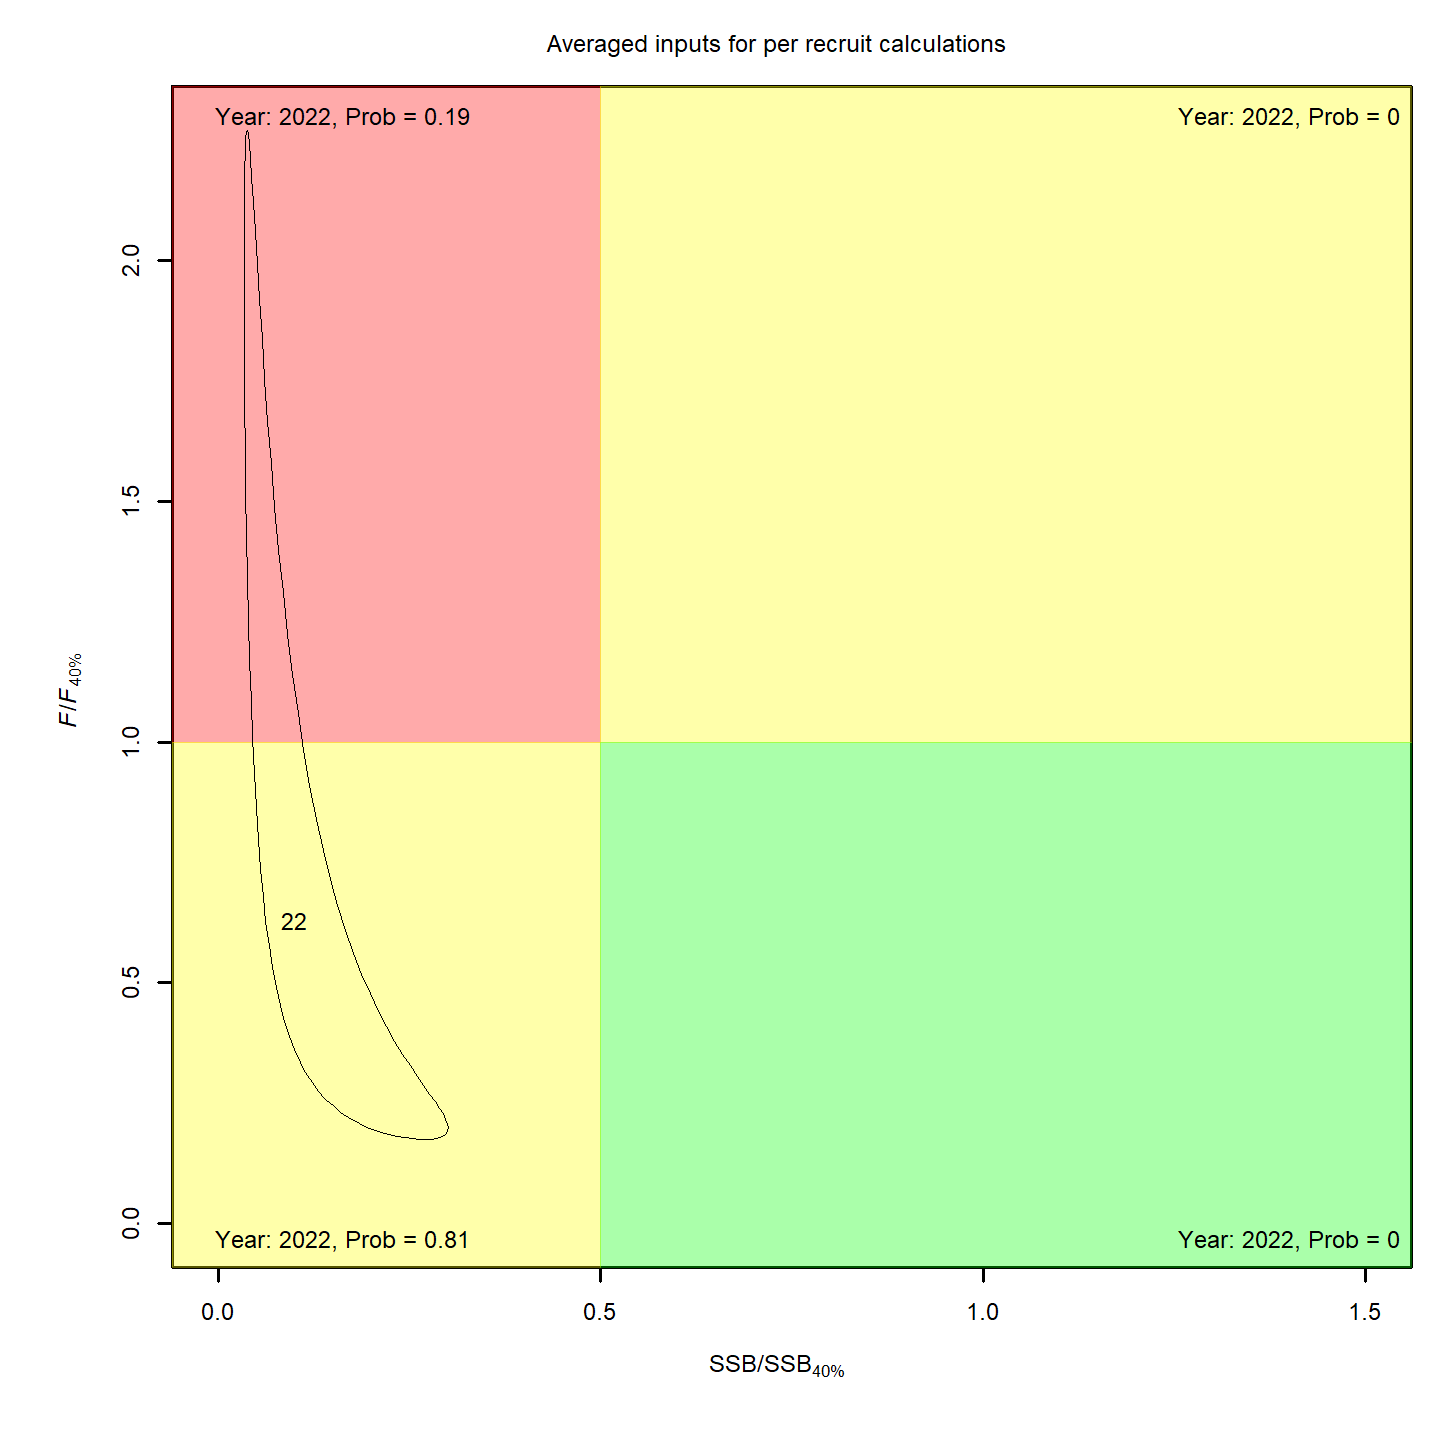 Averaged inputs for per recruit calculations
Year: 2022, Prob = 0.19
Year: 2022, Prob = 0
2.0
1.5
1.0
0.5
0.0
F/F40%
22
Year: 2022, Prob = 0.81
Year: 2022, Prob = 0
0.0
0.5
1.0
1.5
SSB/SSB40%